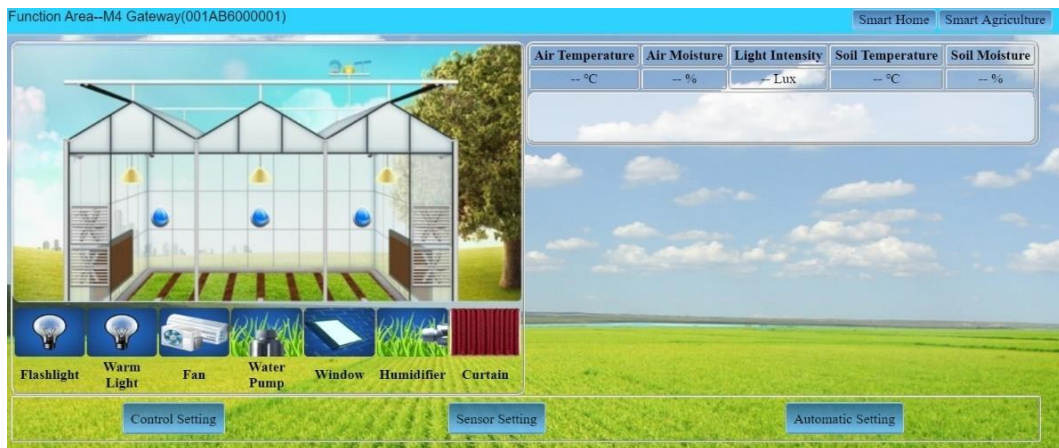 Function Area--M4 Gateway(001AB6000001)
Smart Home Smart Agriculture
Air Temperature Air Moisture Light Intensity Soil Temperature Soil Moisture
-- °C -- % -- Lux -- °C -- %
Flashlight Warm Light Fan Water Pump Window Humidifier Curtain
Control Setting Sensor Setting Automatic Setting